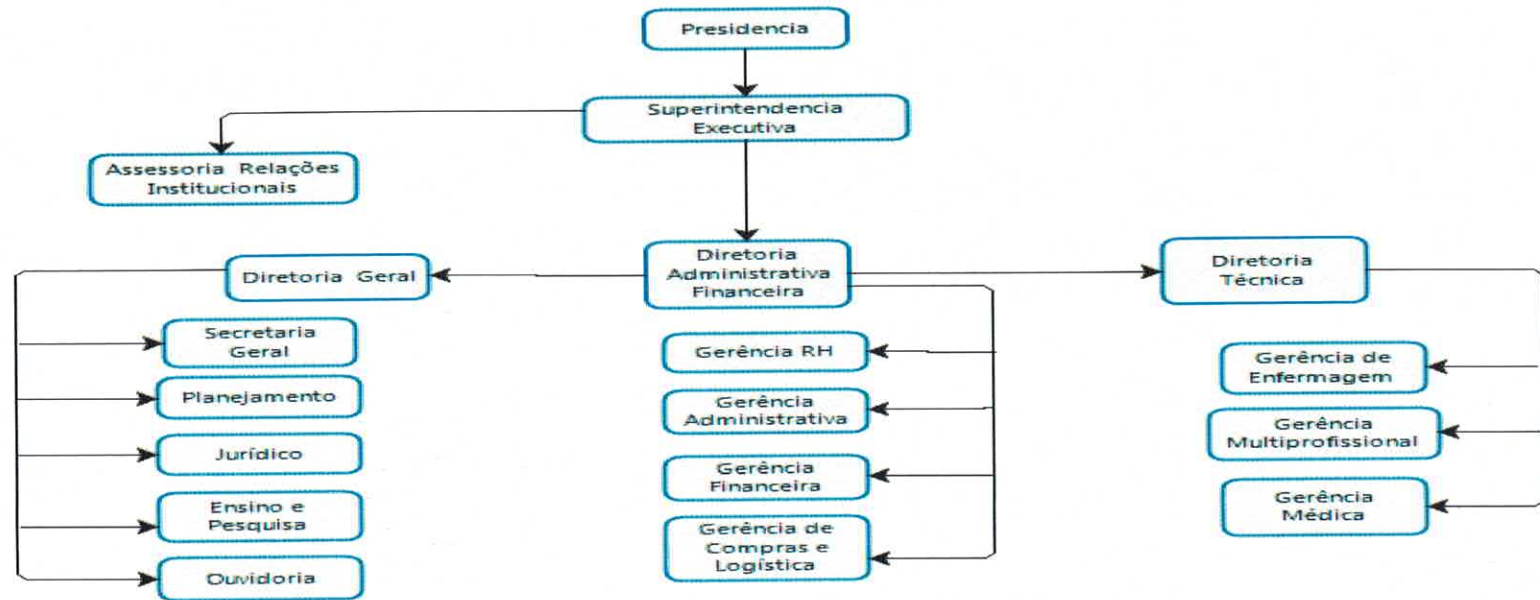 Presidencia
Superintendencia
Executiva
Assessoria Relações
Institucionais
Diretoria Geral
Diretoria
Administrativa
Financeira
Diretoria
Técnica
Secretaria
Geral
Planejamento
Jurídico
Ensino e
Pesquisa
Ouvidoria
Gerência RH
Gerência
Administrativa
Gerência
Financeira
Gerência de
Compras e
Logística
Gerência de
Enfermagem
Gerência
Multiprofissional
Gerência
Médica